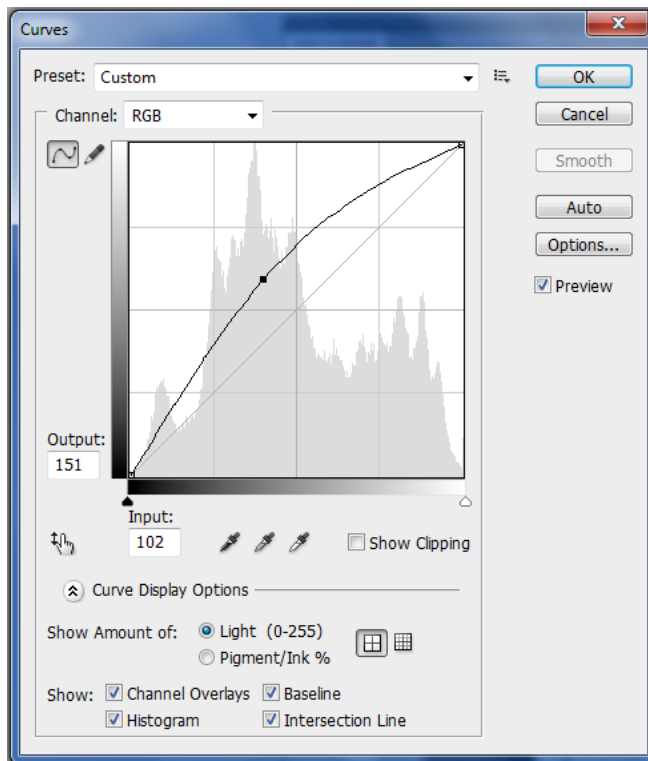 Curves
Preset: Custom
OK
Channel: RGB
Cancel
Smooth
Auto
Options...
Preview
Output:
151
Input:
102
Show Clipping
Curve Display Options
Show Amount of: Light (0-255)
Pigment/Ink %
Show: Channel Overlays Baseline
Histogram Intersection Line